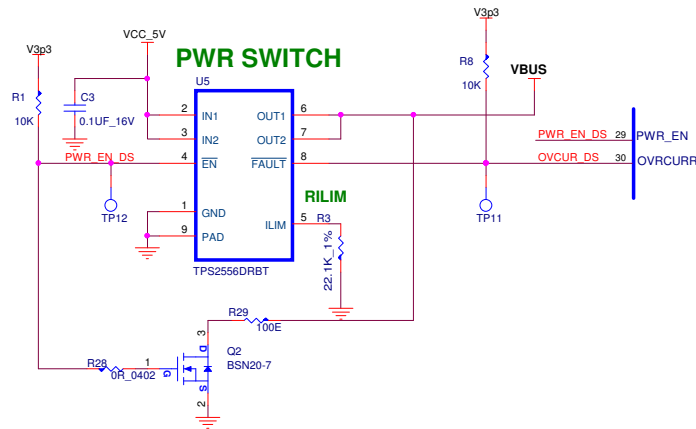 V3p3
VCC_5V
PWR SWITCH
V3p3
U5
R1
10K
C3
0.1UF_16V
R8
10K
VBUS
2 IN1 OUT1 6
3 IN2 OUT2 7
PWR_EN_DS 4 EN FAULT 8
PWR_EN_DS 29 PWR_EN
OVCUR_DS 30 OVRCURR
TP12
TP11
1 GND
9 PAD
RILIM
ILIM 5 R3
22.1K_1%
TPS2556DRBT
R29
100E
3
D
Q2
BSN20-7
R28
0R_0402
1
G
S
2